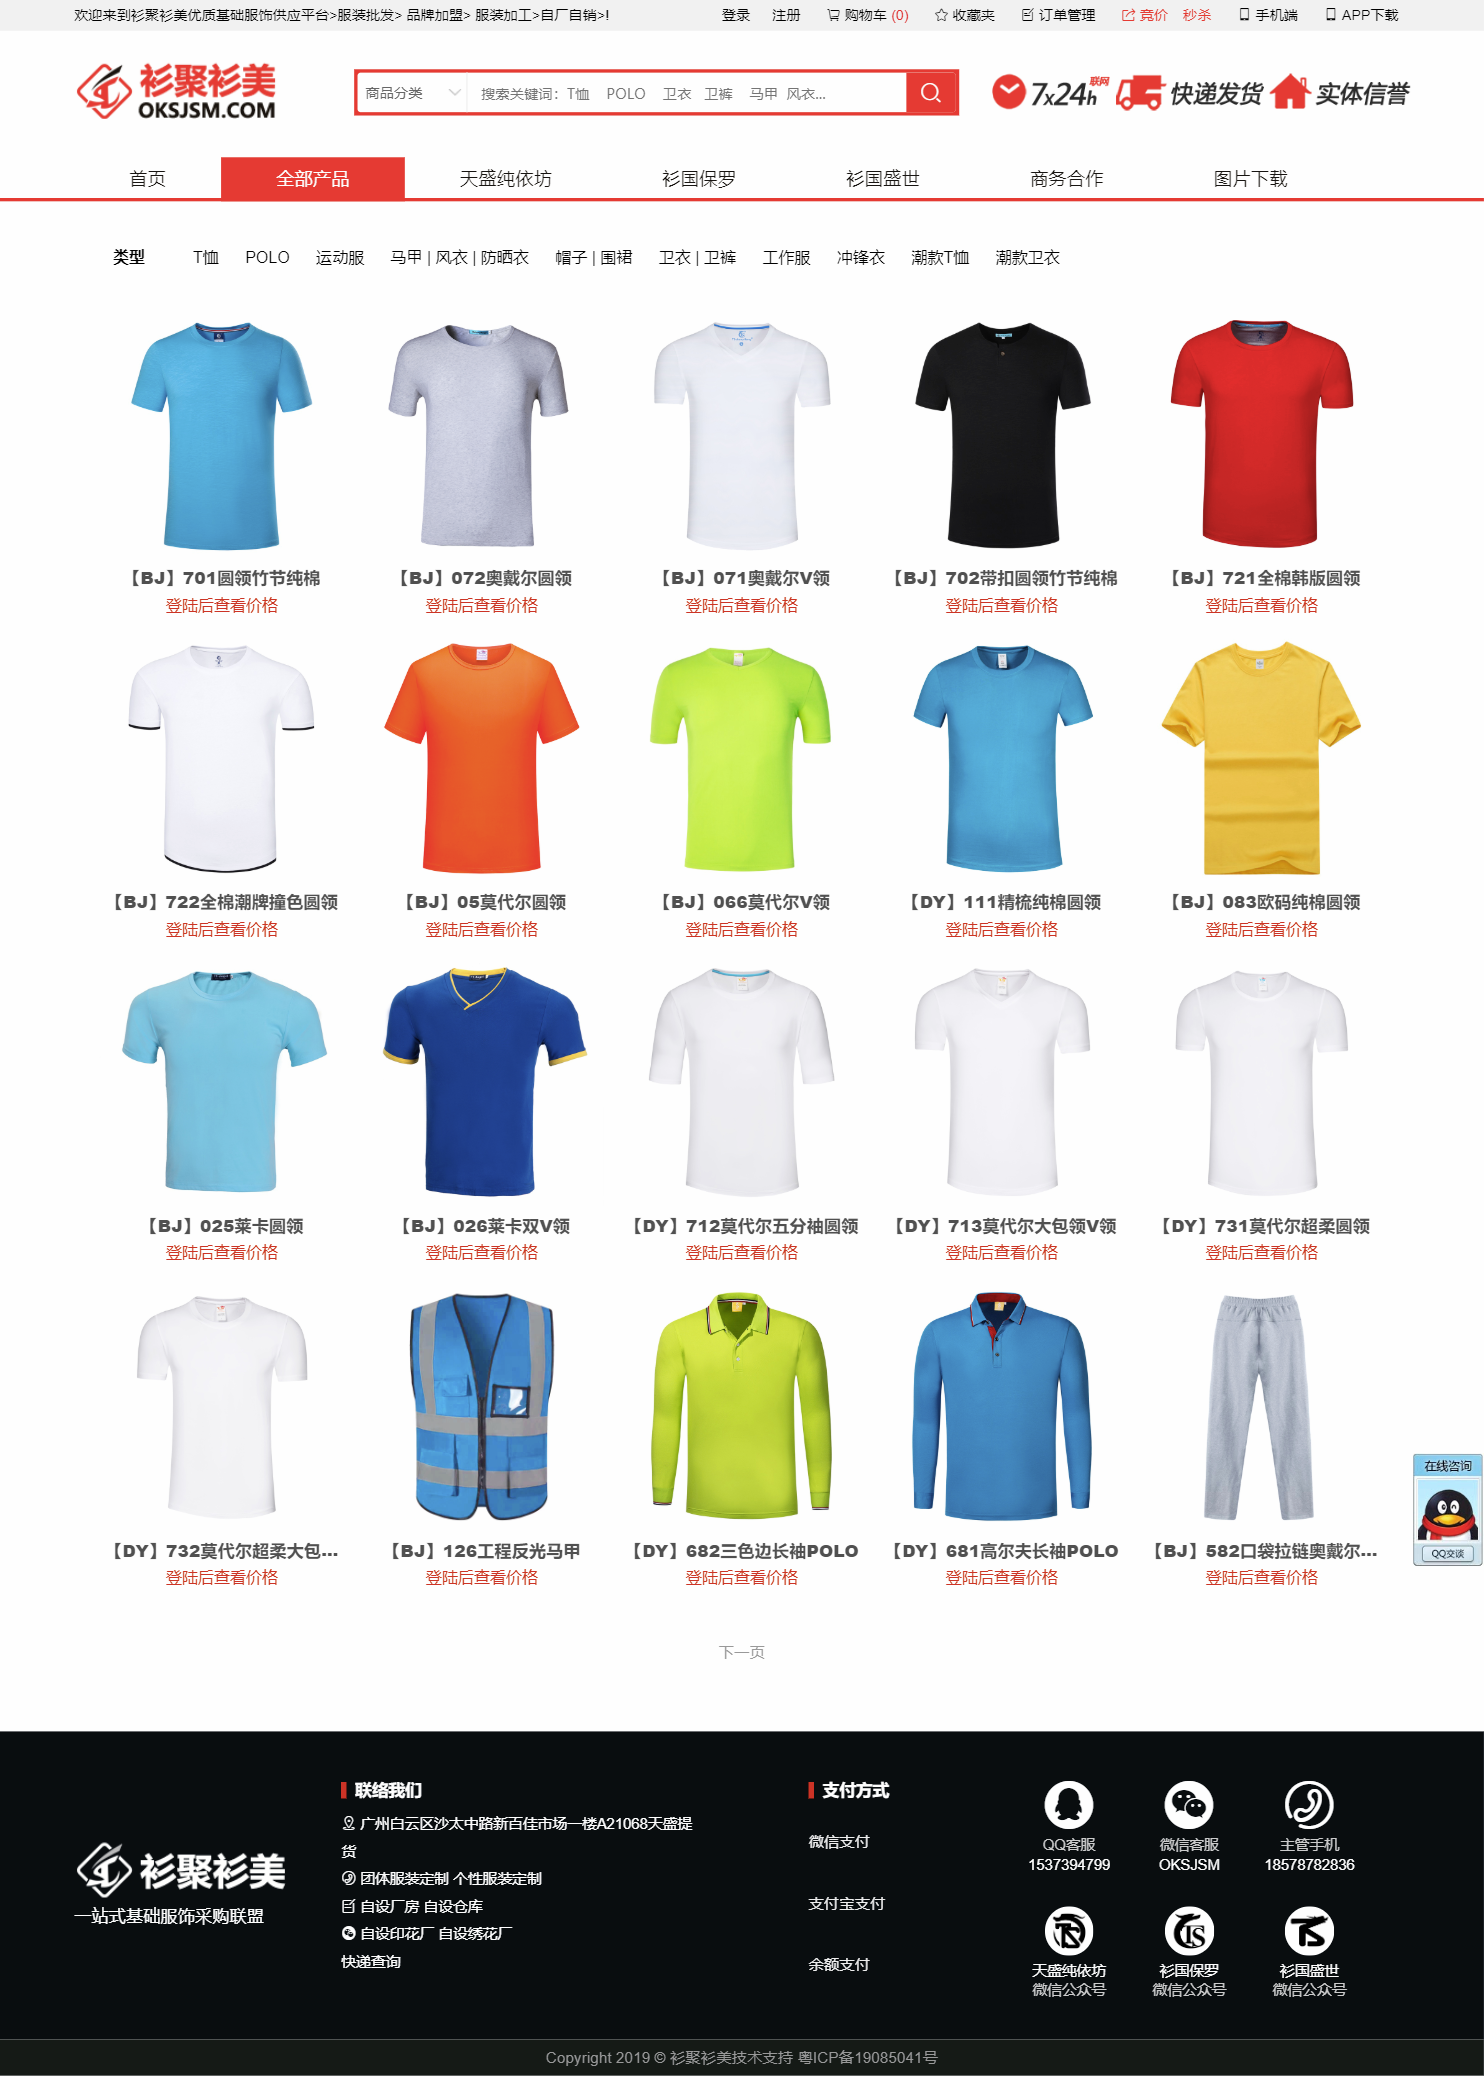 欢迎来到衫聚衫美优质基础服饰供应平台>服装批发> 品牌加盟> 服装加工>自厂自销>!
登录 注册 购物车 (0) 收藏夹 订单管理 竞价 秒杀 手机端 APP下载
衫聚衫美
OKSJSM.COM
商品分类 搜索关键词：T恤 POLO 卫衣 卫裤 马甲 风衣...
7x24h 联网 快递发货 实体信誉
首页 全部产品 天盛纯依坊 衫国保罗 衫国盛世 商务合作 图片下载
类型 T恤 POLO 运动服 马甲 | 风衣 | 防晒衣 帽子 | 围裙 卫衣 | 卫裤 工作服 冲锋衣 潮款T恤 潮款卫衣
【BJ】701圆领竹节纯棉 【BJ】072奥戴尔圆领 【BJ】071奥戴尔V领 【BJ】702带扣圆领竹节纯棉 【BJ】721全棉韩版圆领
登陆后查看价格 登陆后查看价格 登陆后查看价格 登陆后查看价格 登陆后查看价格
【BJ】722全棉潮牌撞色圆领 【BJ】05莫代尔圆领 【BJ】066莫代尔V领 【DY】111精梳纯棉圆领 【BJ】083欧码纯棉圆领
登陆后查看价格 登陆后查看价格 登陆后查看价格 登陆后查看价格 登陆后查看价格
【BJ】025莱卡圆领 【BJ】026莱卡双V领 【DY】712莫代尔五分袖圆领 【DY】713莫代尔大包领V领 【DY】731莫代尔超柔圆领
登陆后查看价格 登陆后查看价格 登陆后查看价格 登陆后查看价格 登陆后查看价格
【DY】732莫代尔超柔大包... 【BJ】126工程反光马甲 【DY】682三色边长袖POLO 【DY】681高尔夫长袖POLO 【BJ】582口袋拉链奥戴尔...
登陆后查看价格 登陆后查看价格 登陆后查看价格 登陆后查看价格 登陆后查看价格
在线咨询
QQ交谈
下一页
衫聚衫美
一站式基础服饰采购联盟
联络我们
广州白云区沙太中路新百佳市场一楼A21068天盛提
货
团体服装定制 个性服装定制
自设厂房 自设仓库
自设印花厂 自设绣花厂
快递查询
支付方式
微信支付
支付宝支付
余额支付
QQ客服 微信客服 主管手机
1537394799 OKSJSM 18578782836
天盛纯依坊 衫国保罗 衫国盛世
微信公众号 微信公众号 微信公众号
Copyright 2019 © 衫聚衫美技术支持 粤ICP备19085041号